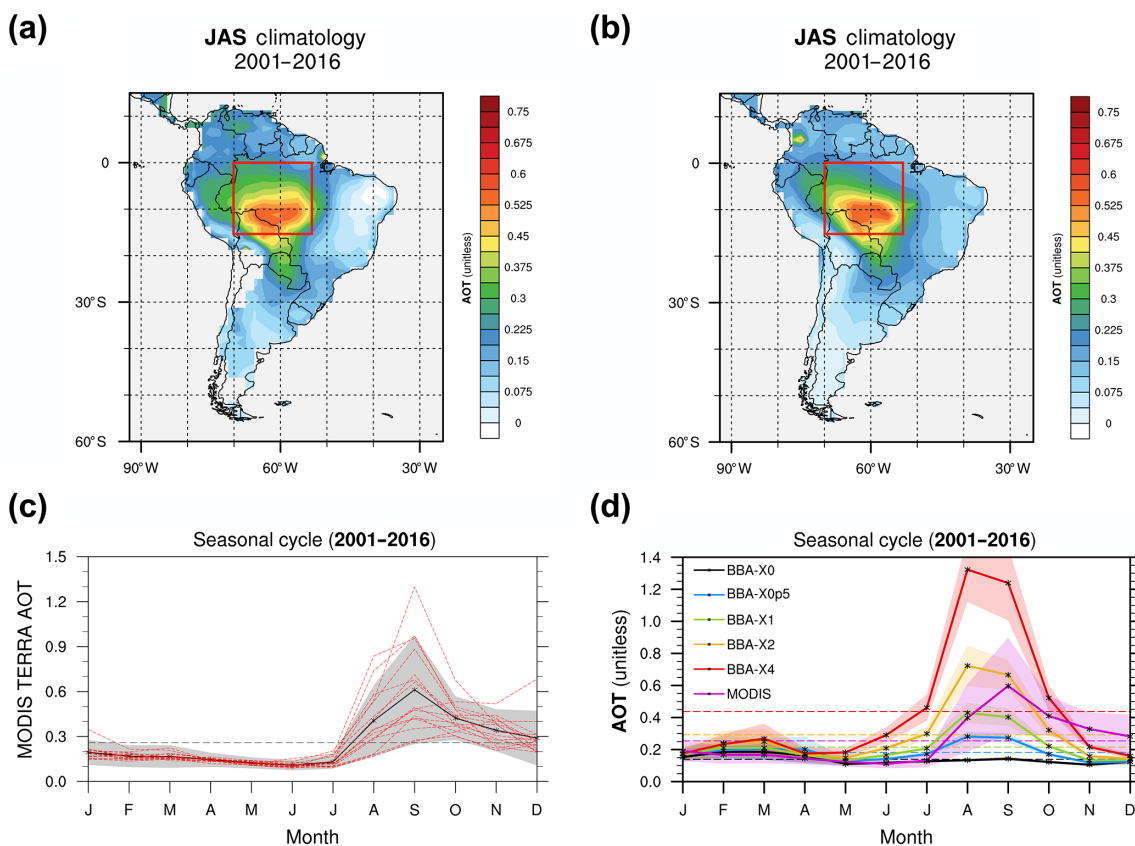 (a)
JAS climatology
2001–2016
0
30°S
60°S
90°W
60°W
30°W
0.75
0.675
0.6
0.525
0.45
0.375
0.3
0.225
0.15
0.075
0
AOT (unitless)
(b)
JAS climatology
2001–2016
0
30°S
60°S
90°W
60°W
30°W
0.75
0.675
0.6
0.525
0.45
0.375
0.3
0.225
0.15
0.075
0
AOT (unitless)
(c)
Seasonal cycle (2001–2016)
MODIS TERRA AOT
1.5
1.2
0.9
0.6
0.3
0.0
J F M A M J J A S O N D
Month
(d)
Seasonal cycle (2001–2016)
AOT (unitless)
1.4
1.2
1.0
0.8
0.6
0.4
0.2
0.0
BBA-X0
BBA-X0p5
BBA-X1
BBA-X2
BBA-X4
MODIS
J F M A M J J A S O N D
Month